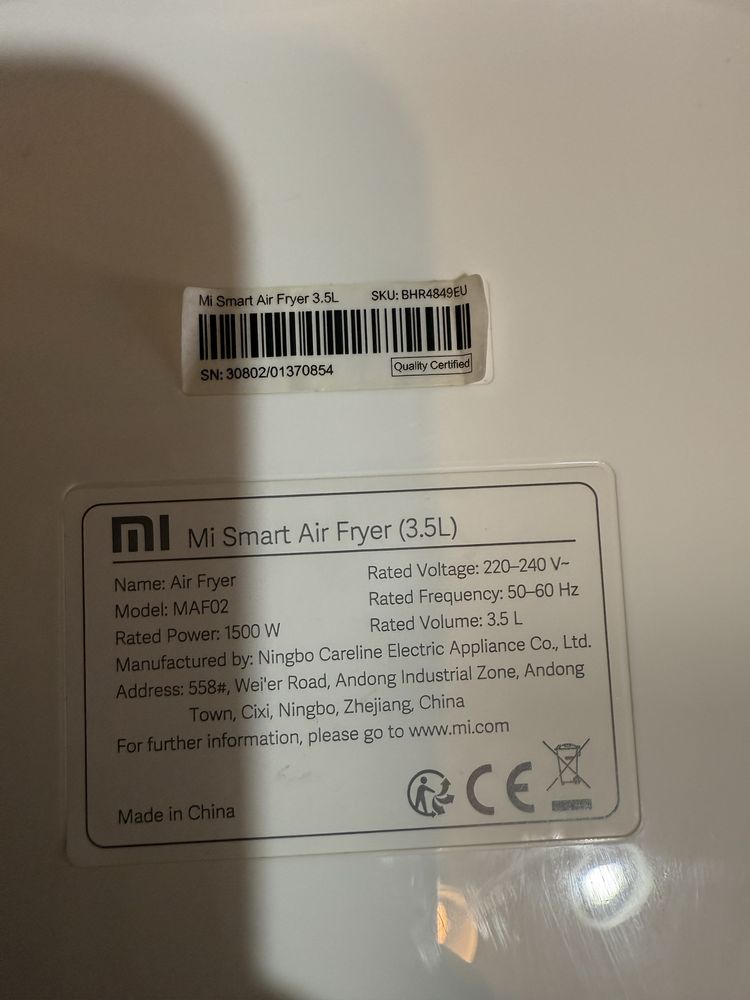 Mi Smart Air Fryer 3.5L SKU: BHR4849EU
SN: 30802/01370854 Quality Certified
mi Mi Smart Air Fryer (3.5L)
Name: Air Fryer Rated Voltage: 220–240 V~
Model: MAF02 Rated Frequency: 50–60 Hz
Rated Power: 1500 W Rated Volume: 3.5 L
Manufactured by: Ningbo Careline Electric Appliance Co., Ltd.
Address: 558#, Wei'er Road, Andong Industrial Zone, Andong
Town, Cixi, Ningbo, Zhejiang, China
For further information, please go to www.mi.com
Made in China CE